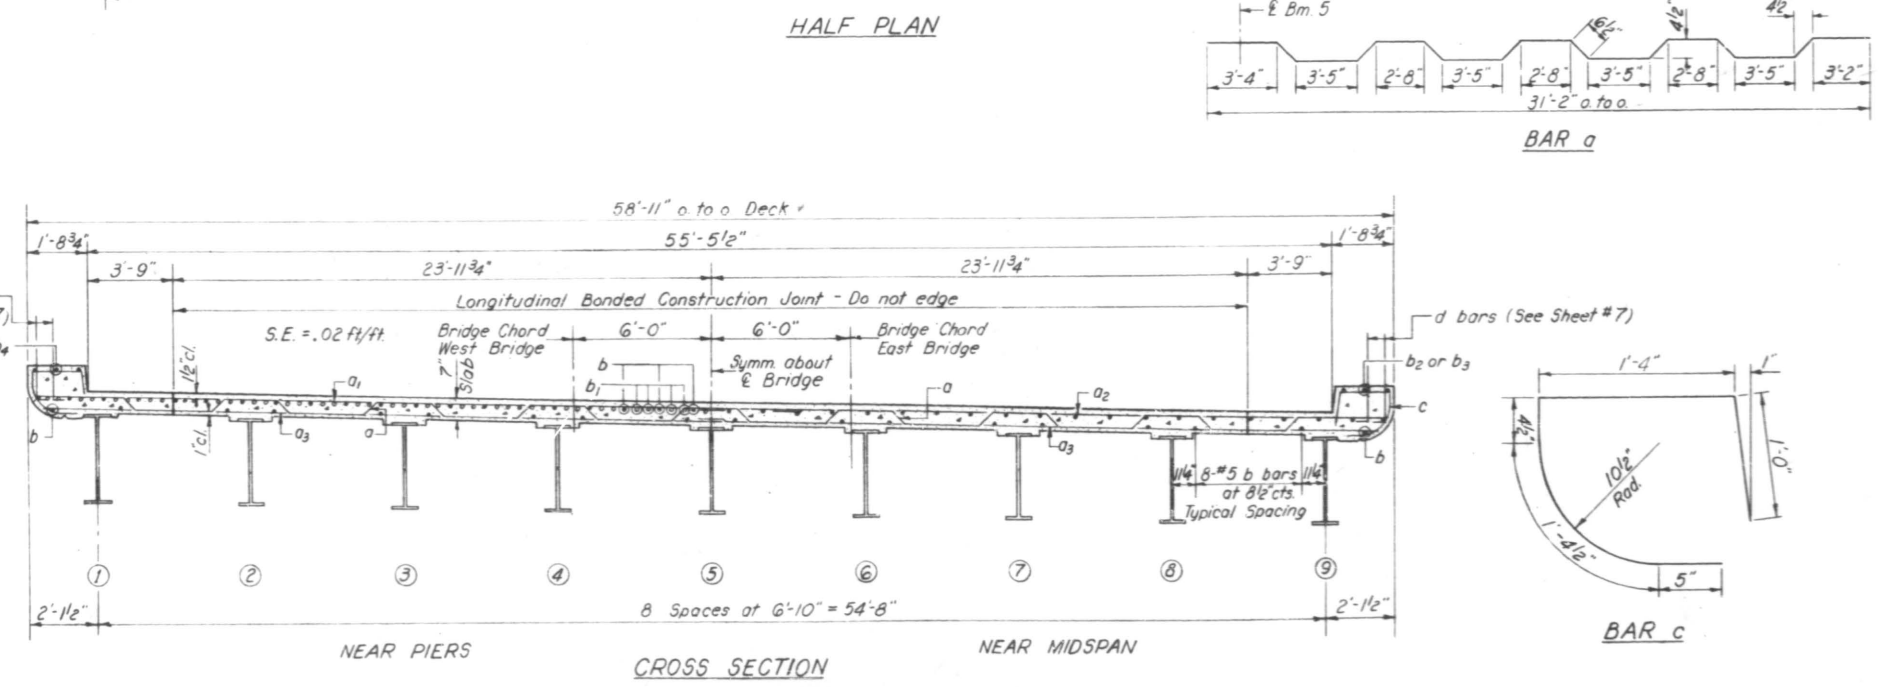 HALF PLAN
℄ Bm. 5
6½"
4½"
4½
3'-4"
3'-5"
2'-8"
3'-5"
2'-8"
3'-5"
2'-8"
3'-5"
3'-2"
31'-2" o. to o.
BAR a
58'-11" o. to o Deck
1'-8¾"
55'-5½"
1'-8¾"
3'-9"
23'-11¾"
23'-11¾"
3'-9"
Longitudinal Bonded Construction Joint - Do not edge
7)
4
S.E. = .02 ft/ft.
Bridge Chord
West Bridge
6'-0"
6'-0"
Bridge Chord
East Bridge
d bars (See Sheet #7)
1½" cl.
7"
Slab
b
b₁
Symm. about
℄ Bridge
b₂ or b₃
a₁
a
a₂
c
b
1" cl.
a₃
a
a₃
b
11¼"
8-#5 b bars
at 8½" cts.
Typical Spacing
11¼"
1
2
3
4
5
6
7
8
9
2'-1½"
8 Spaces at 6'-10" = 54'-8"
2'-1½"
NEAR PIERS
NEAR MIDSPAN
CROSS SECTION
1'-4"
1"
4½"
1'-0"
10½"
Rad.
1'-4½"
5"
BAR c